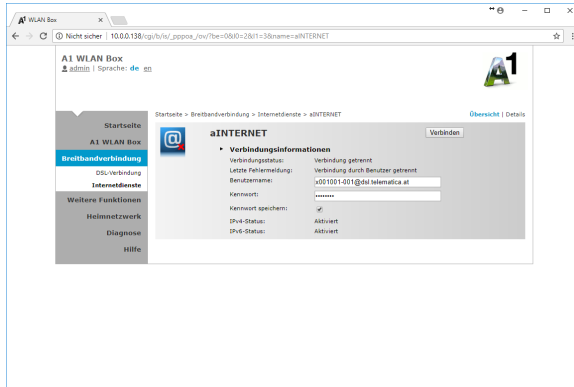 A1 WLAN Box
Nicht sicher | 10.0.0.138/cgi/b/is/_pppoa_/ov/?be=0&l0=2&l1=3&name=aINTERNET
A1 WLAN Box
admin | Sprache: de en
A1
Startseite > Breitbandverbindung > Internetdienste > aINTERNET
Übersicht | Details
Startseite
A1 WLAN Box
Breitbandverbindung
DSL-Verbindung
Internetdienste
Weitere Funktionen
Heimnetzwerk
Diagnose
Hilfe
aINTERNET
Verbinden
Verbindungsinformationen
Verbindungsstatus: Verbindung getrennt
Letzte Fehlermeldung: Verbindung durch Benutzer getrennt
Benutzername: x001001-001@dsl.telematica.at
Kennwort: ••••••••
Kennwort speichern:
IPv4-Status: Aktiviert
IPv6-Status: Aktiviert